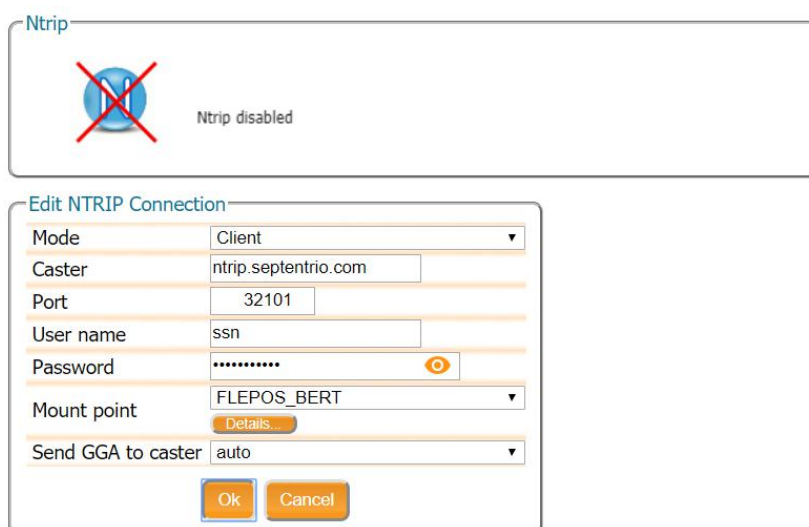 Ntrip
N
Ntrip disabled
Edit NTRIP Connection
Mode Client
Caster ntrip.septentrio.com
Port 32101
User name ssn
Password •••••••••••
Mount point FLEPOS_BERT
Details...
Send GGA to caster auto
Ok Cancel